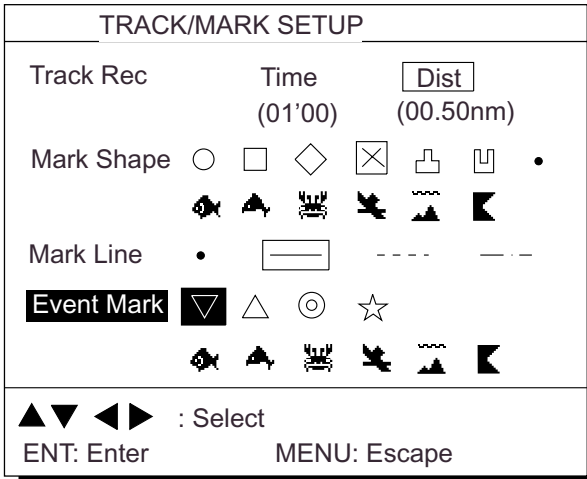 TRACK/MARK SETUP
Track Rec Time Dist
(01'00) (00.50nm)
Mark Shape
Mark Line
Event Mark
: Select
ENT: Enter MENU: Escape